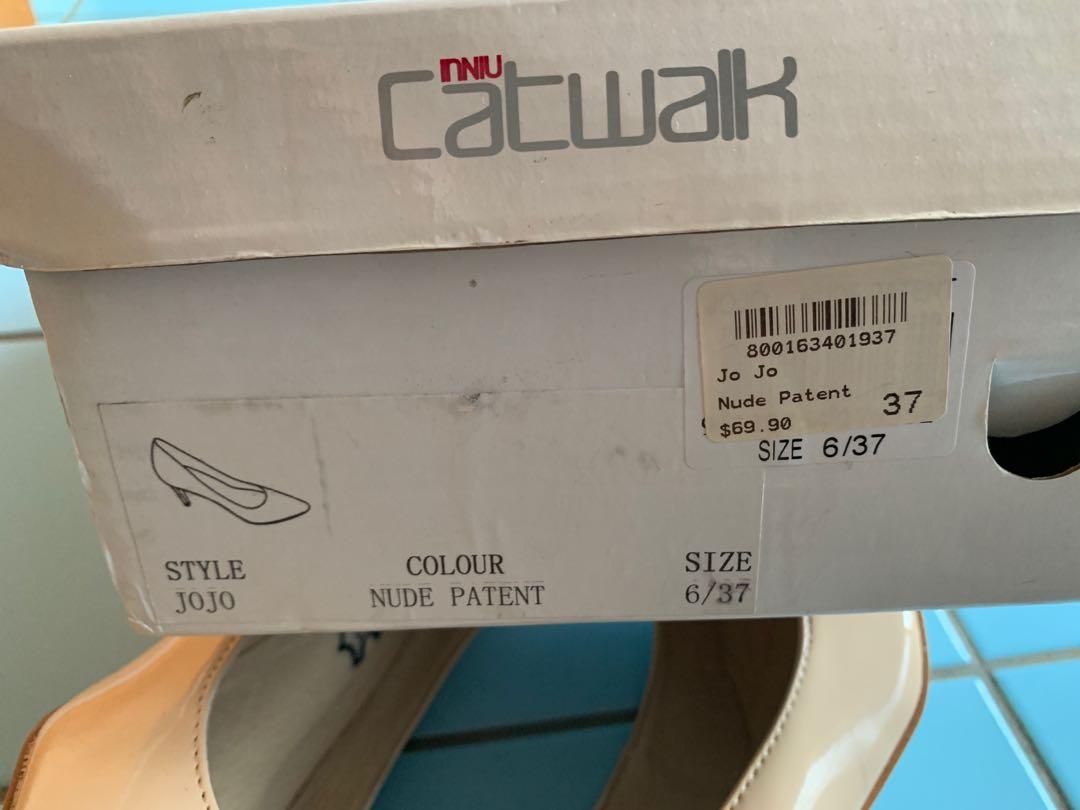 INNIU
catwalk
800163401937
Jo Jo
Nude Patent 37
$69.90
SIZE 6/37
STYLE COLOUR SIZE
JOJO NUDE PATENT 6/37